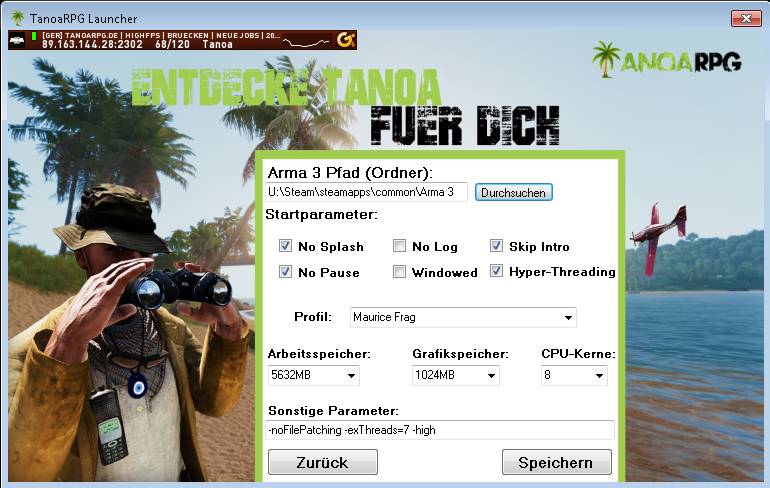 TanoaRPG Launcher
[GER] TANOARPG.DE | HIGHFPS | BRUECKEN | NEUE JOBS | 20...
89.163.144.28:2302 68/120 Tanoa
TANOARPG
ENTDECKE TANOA
FUER DICH
Arma 3 Pfad (Ordner):
U:\Steam\steamapps\common\Arma 3
Durchsuchen
Startparameter:
No Splash No Log Skip Intro
No Pause Windowed Hyper-Threading
Profil: Maurice Frag
Arbeitsspeicher: Grafikspeicher: CPU-Kerne:
5632MB 1024MB 8
Sonstige Parameter:
-noFilePatching -exThreads=7 -high
Zurück Speichern